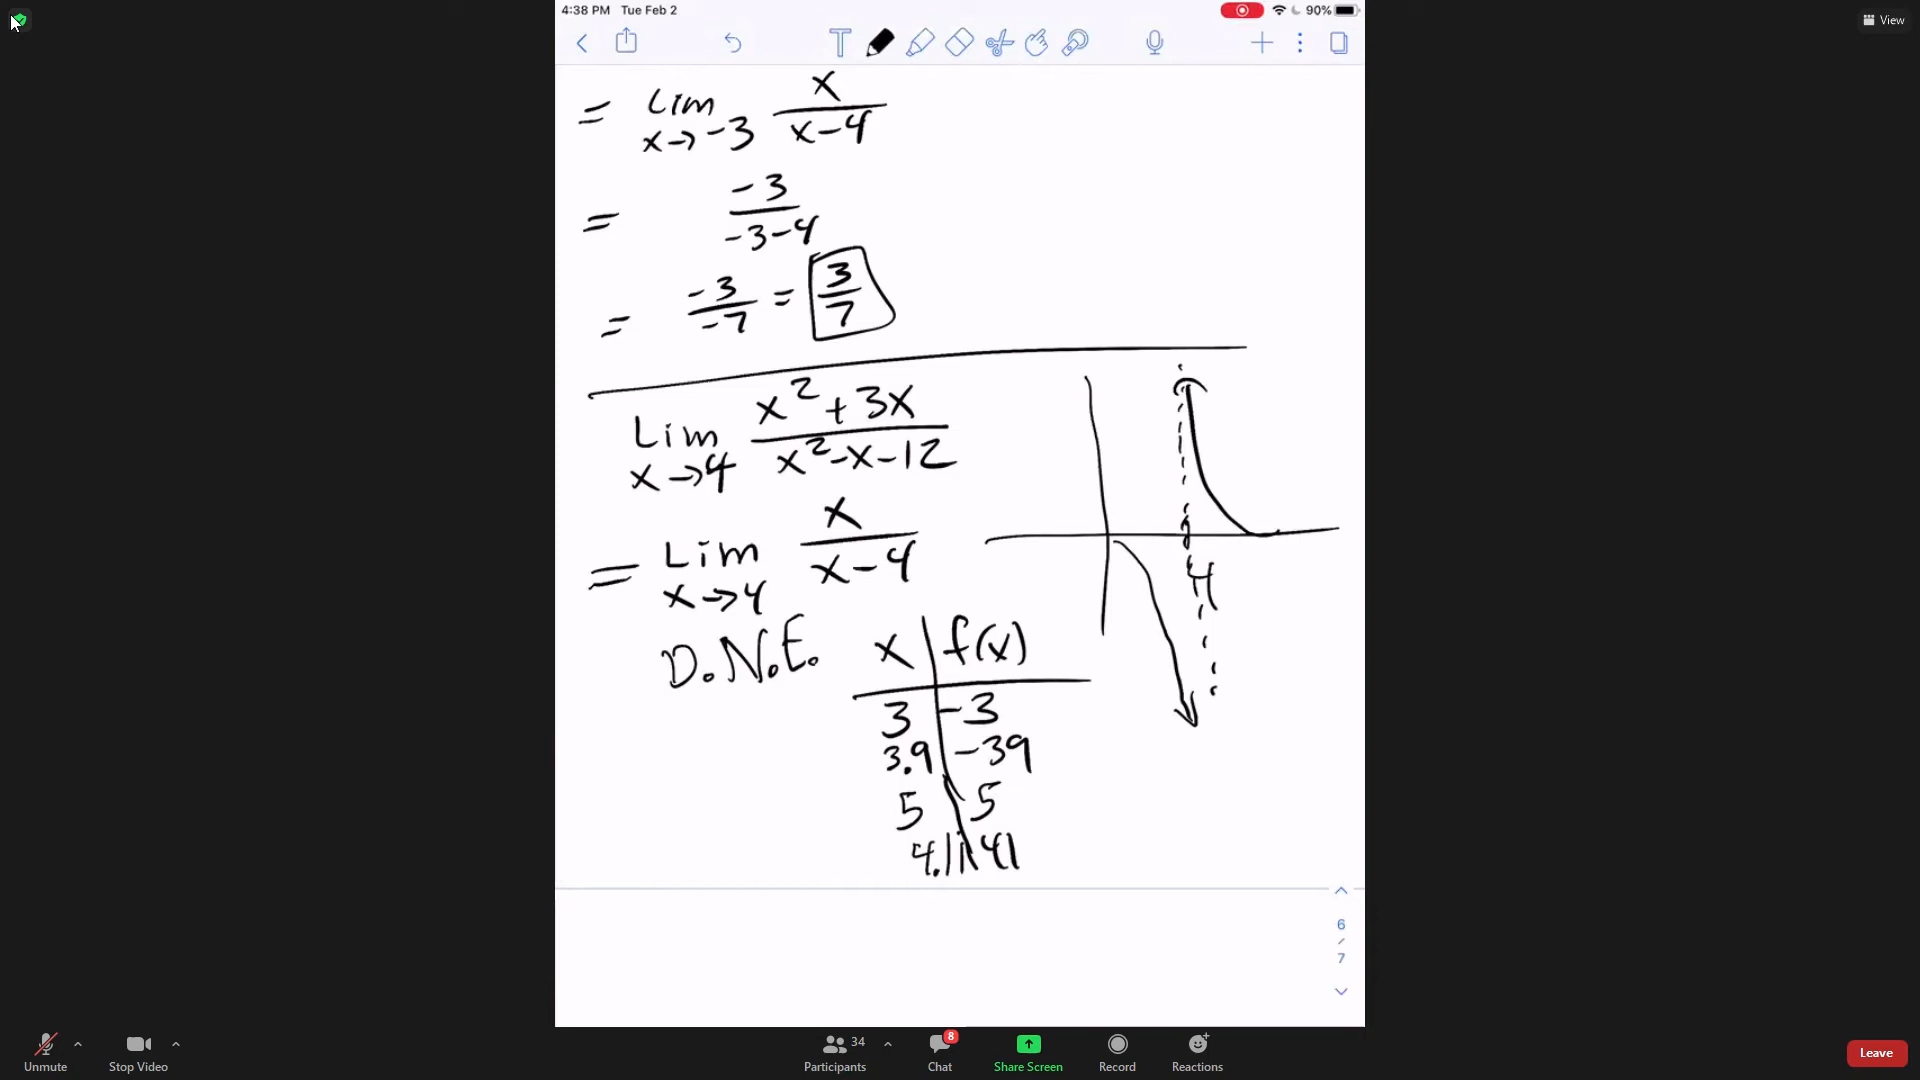 4:38 PM Tue Feb 2
90%
View
T
= Lim x→-3 x/(x-4)
= -3/(-3-4)
= -3/-7 = 3/7
Lim x→4 (x²+3x)/(x²-x-12)
= Lim x→4 x/(x-4)
4
D.N.E.
x | f(x)
3 | -3
3.9 | -39
5 | 5
4.1 | 41
6
/
7
Unmute
Stop Video
Participants 34
Chat 8
Share Screen
Record
Reactions
Leave